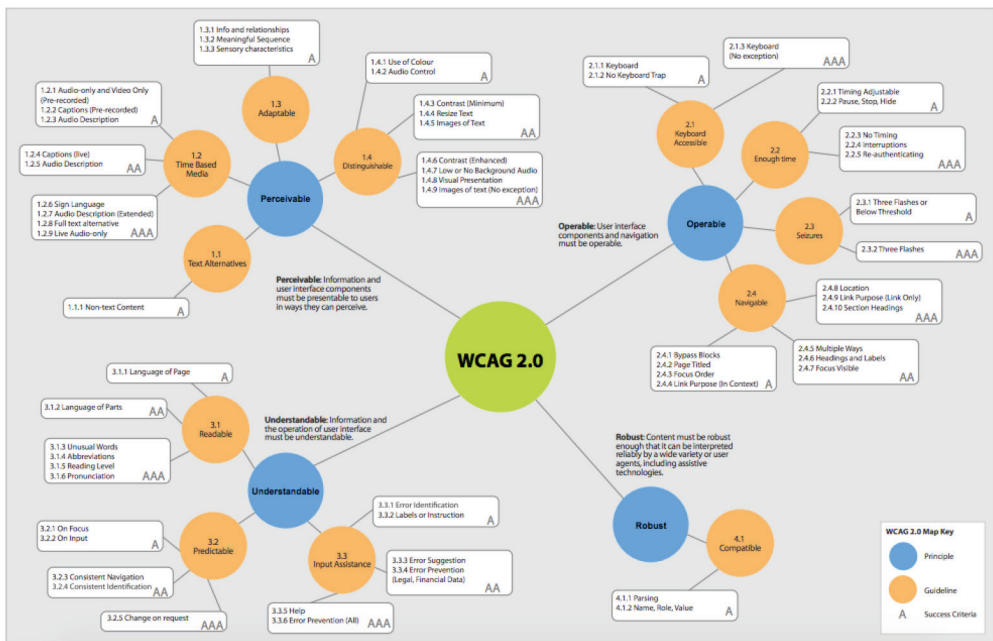 WCAG 2.0
Perceivable
Perceivable: Information and
user interface components
must be presentable to users
in ways they can perceive.
1.1
Text Alternatives
1.1.1 Non-text Content
A
1.2
Time Based
Media
1.2.1 Audio-only and Video Only
(Pre-recorded)
1.2.2 Captions (Pre-recorded)
1.2.3 Audio Description
A
1.2.4 Captions (live)
1.2.5 Audio Description
AA
1.2.6 Sign Language
1.2.7 Audio Description (Extended)
1.2.8 Full text alternative
1.2.9 Live Audio-only
AAA
1.3
Adaptable
1.3.1 Info and relationships
1.3.2 Meaningful Sequence
1.3.3 Sensory characteristics
A
1.4
Distinguishable
1.4.1 Use of Colour
1.4.2 Audio Control
A
1.4.3 Contrast (Minimum)
1.4.4 Resize Text
1.4.5 Images of Text
AA
1.4.6 Contrast (Enhanced)
1.4.7 Low or No Background Audio
1.4.8 Visual Presentation
1.4.9 Images of text (No exception)
AAA
Operable
Operable: User interface
components and navigation
must be operable.
2.1
Keyboard
Accessible
2.1.1 Keyboard
2.1.2 No Keyboard Trap
A
2.1.3 Keyboard
(No exception)
AAA
2.2
Enough time
2.2.1 Timing Adjustable
2.2.2 Pause, Stop, Hide
A
2.2.3 No Timing
2.2.4 interruptions
2.2.5 Re-authenticating
AAA
2.3
Seizures
2.3.1 Three Flashes or
Below Threshold
A
2.3.2 Three Flashes
AAA
2.4
Navigable
2.4.8 Location
2.4.9 Link Purpose (Link Only)
2.4.10 Section Headings
AAA
2.4.1 Bypass Blocks
2.4.2 Page Titled
2.4.3 Focus Order
2.4.4 Link Purpose (In Context)
A
2.4.5 Multiple Ways
2.4.6 Headings and Labels
2.4.7 Focus Visible
AA
Understandable
Understandable: Information and
the operation of user interface
must be understandable.
3.1
Readable
3.1.1 Language of Page
A
3.1.2 Language of Parts
AA
3.1.3 Unusual Words
3.1.4 Abbreviations
3.1.5 Reading Level
3.1.6 Pronunciation
AAA
3.2
Predictable
3.2.1 On Focus
3.2.2 On Input
A
3.2.3 Consistent Navigation
3.2.4 Consistent Identification
AA
3.2.5 Change on request
AAA
3.3
Input Assistance
3.3.1 Error Identification
3.3.2 Labels or Instruction
A
3.3.3 Error Suggestion
3.3.4 Error Prevention
(Legal, Financial Data)
AA
3.3.5 Help
3.3.6 Error Prevention (All)
AAA
Robust
Robust: Content must be robust
enough that it can be interpreted
reliably by a wide variety or user
agents, including assistive
technologies.
4.1
Compatible
4.1.1 Parsing
4.1.2 Name, Role, Value
A
WCAG 2.0 Map Key
Principle
Guideline
A Success Criteria